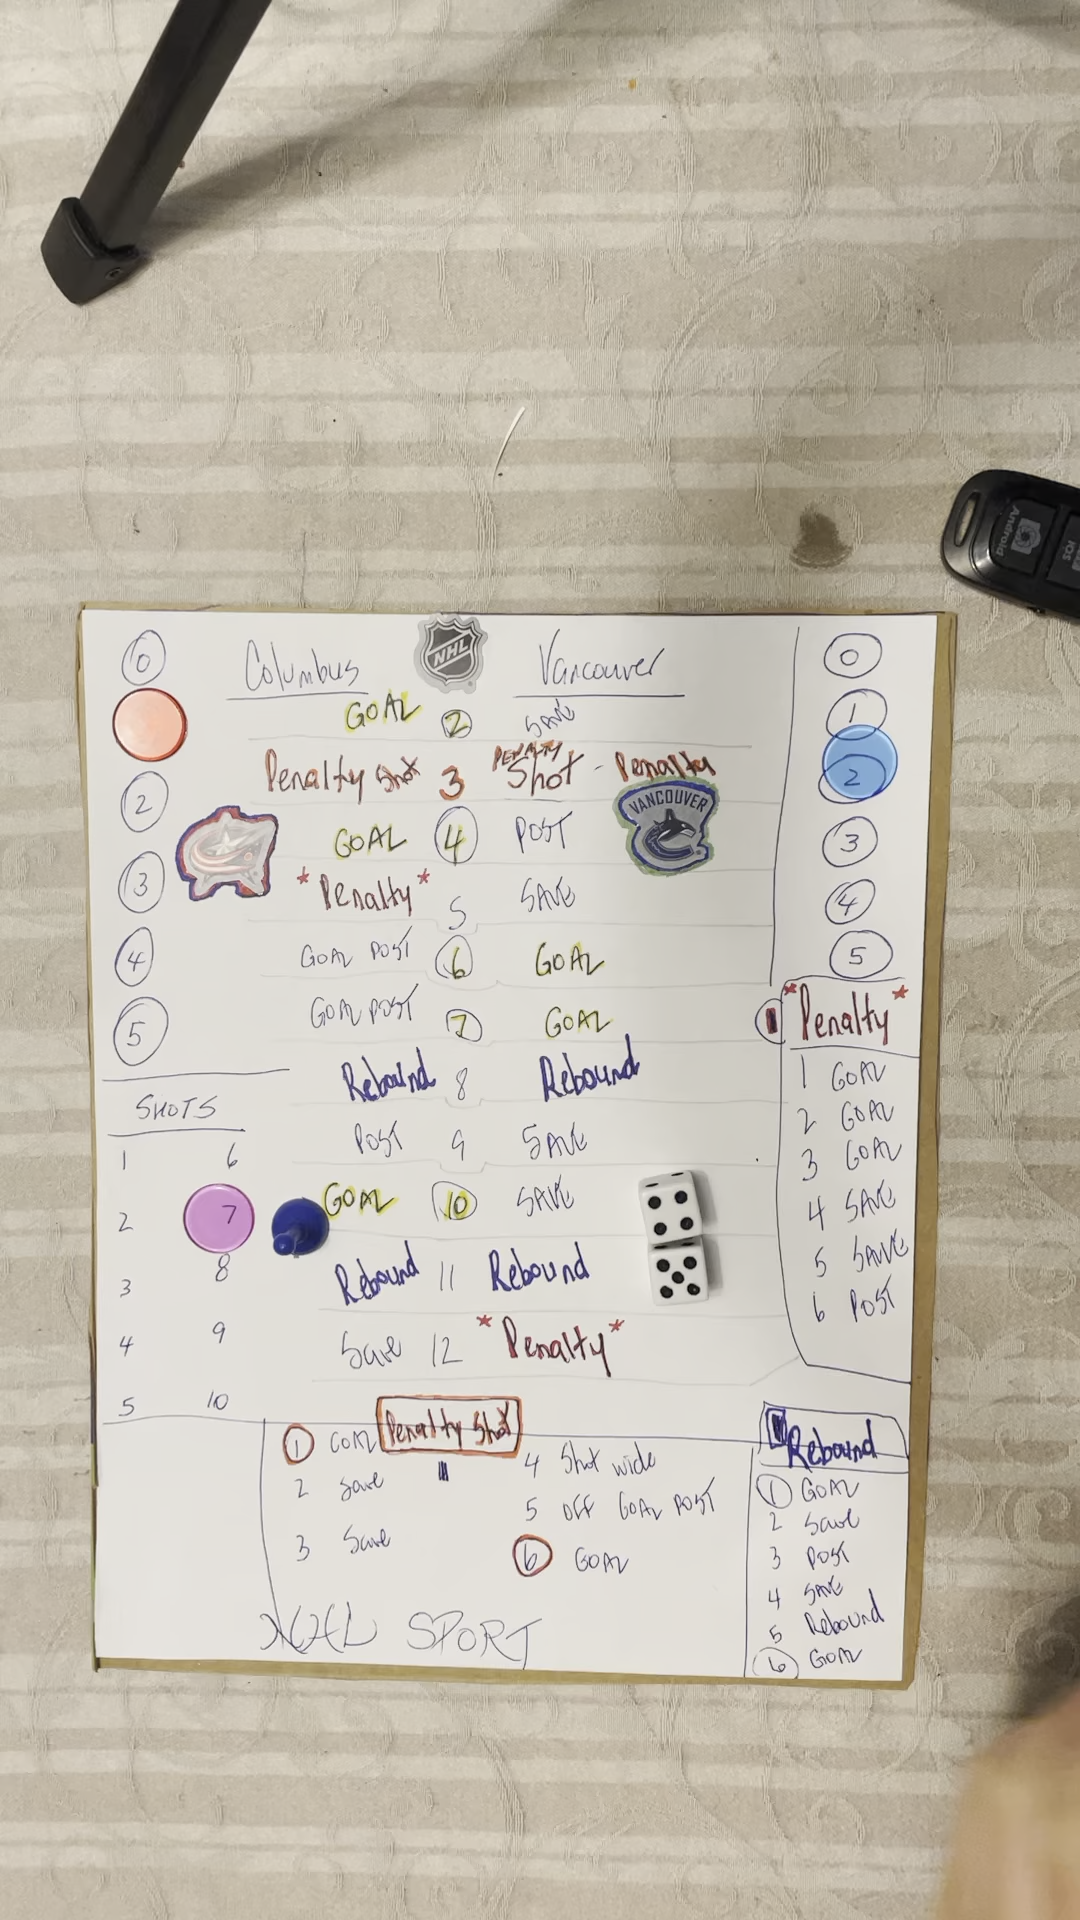 0 Columbus NHL Vancouver 0
GOAL 2 SAVE 1
Penalty Shot 3 PENALTY Shot - Penalty 2
2 VANCOUVER
GOAL 4 POST 3
3 *Penalty* 5 SAVE 4
4 GOAL POST 6 GOAL 5
5 GOAL POST 7 GOAL
Rebound 8 Rebound
POST 9 SAVE
GOAL 10 SAVE
Rebound 11 Rebound
Save 12 *Penalty*
SHOTS
1 6
2 7
3 8
4 9
5 10
*Penalty*
1 GOAL
2 GOAL
3 GOAL
4 SAVE
5 SAVE
6 POST
Penalty Shot
1 GOAL
2 Save
3 Save
4 Shot wide
5 OFF GOAL POST
6 GOAL
Rebound
1 GOAL
2 Save
3 POST
4 SAVE
5 Rebound
6 GOAL
NHL SPORT
Android
iOS